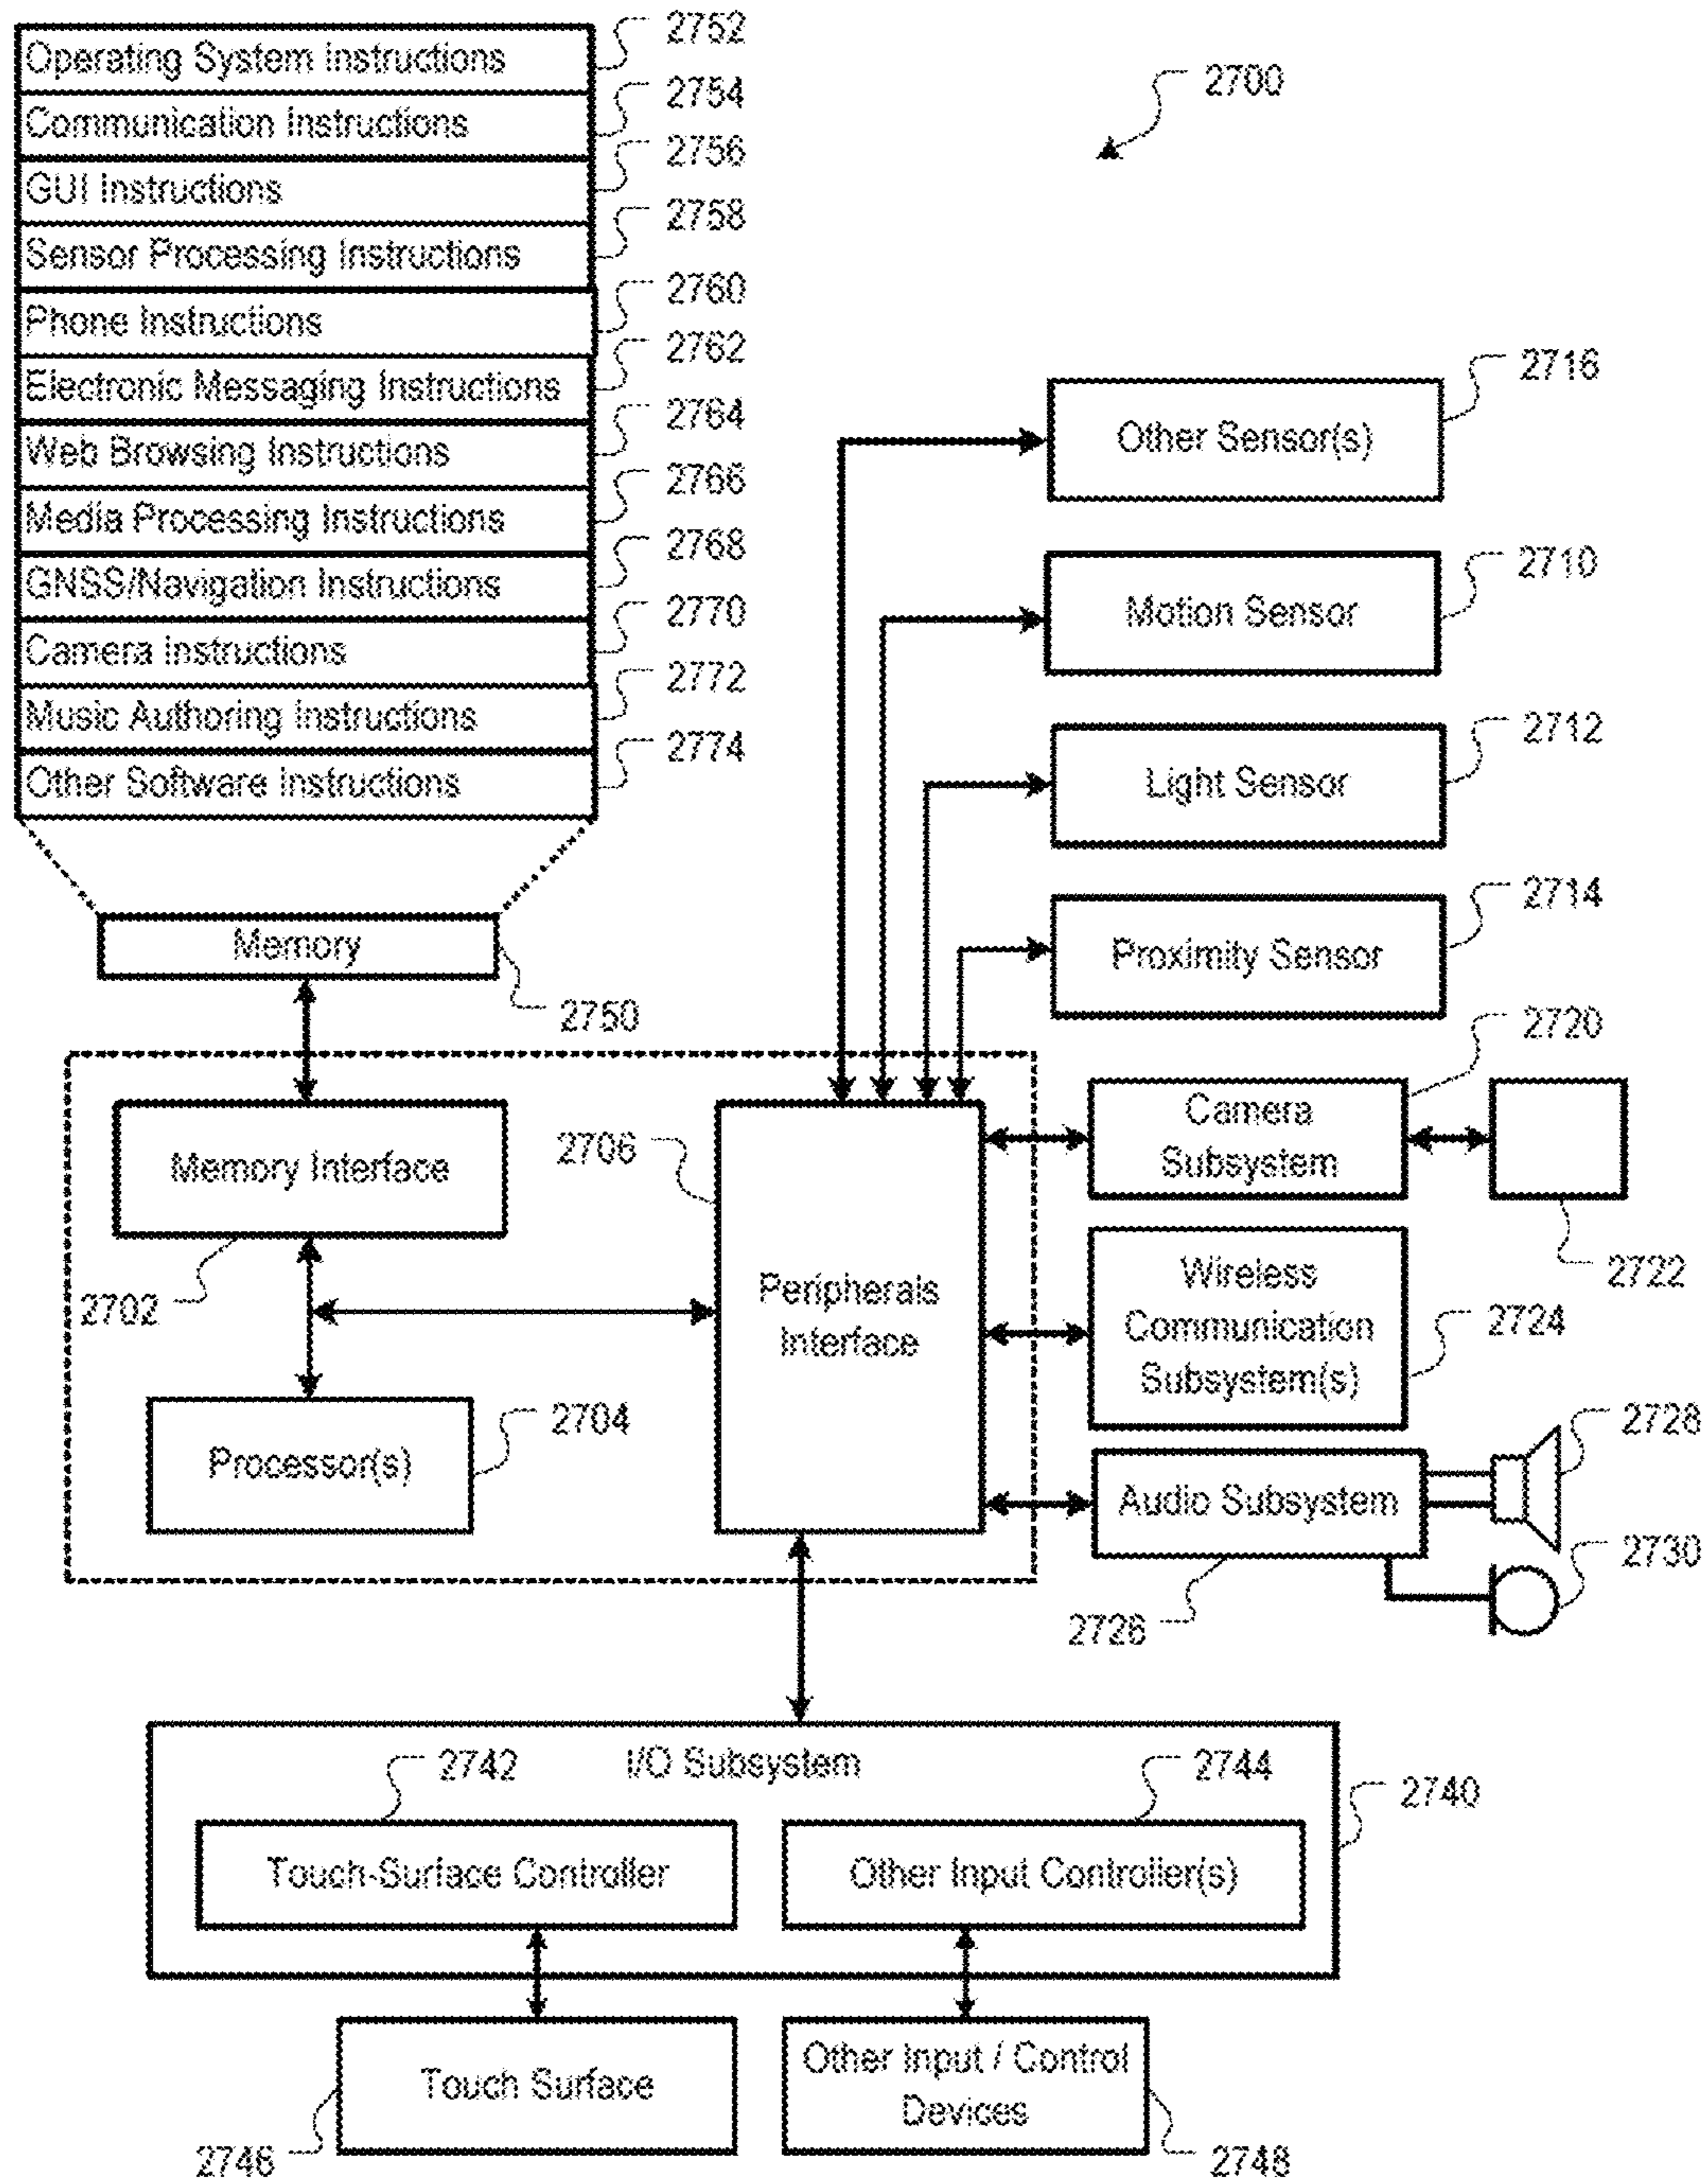 2752
Operating System Instructions
2754
Communication Instructions
2756
GUI Instructions
2758
Sensor Processing Instructions
2760
Phone Instructions
2762
Electronic Messaging Instructions
2764
Web Browsing Instructions
2766
Media Processing Instructions
2768
GNSS/Navigation Instructions
2770
Camera instructions
2772
Music Authoring Instructions
2774
Other Software Instructions
Memory
2750
2700
Other Sensor(s)
2716
Motion Sensor
2710
Light Sensor
2712
Proximity Sensor
2714
Memory Interface
2702
Processor(s)
2704
2706
Peripherals
Interface
2720
Camera
Subsystem
2722
Wireless
Communication
Subsystem(s)
2724
Audio Subsystem
2726
2728
2730
I/O Subsystem
2740
2742
Touch-Surface Controller
2744
Other Input Controller(s)
Touch Surface
2746
Other Input / Control
Devices
2748